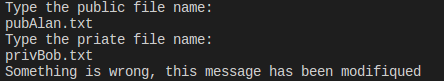 Type the public file name:
pubAlan.txt
Type the priate file name:
privBob.txt
Something is wrong, this message has been modifiqued